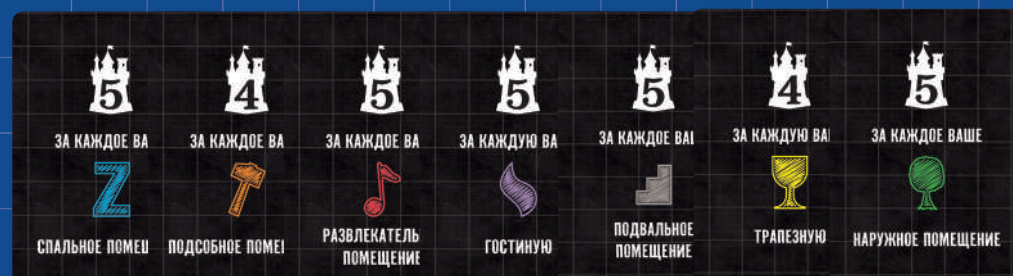 5 4 5 5 5 4 5
ЗА КАЖДОЕ ВА ЗА КАЖДОЕ ВА ЗА КАЖДОЕ ВА ЗА КАЖДУЮ ВА ЗА КАЖДОЕ ВАШ ЗА КАЖДУЮ ВАШ ЗА КАЖДОЕ ВАШЕ
Z
СПАЛЬНОЕ ПОМЕЩ ПОДСОБНОЕ ПОМЕЩ РАЗВЛЕКАТЕЛЬ ГОСТИНУЮ ПОДВАЛЬНОЕ ТРАПЕЗНУЮ НАРУЖНОЕ ПОМЕЩЕНИЕ
ПОМЕЩЕНИЕ ПОМЕЩЕНИЕ